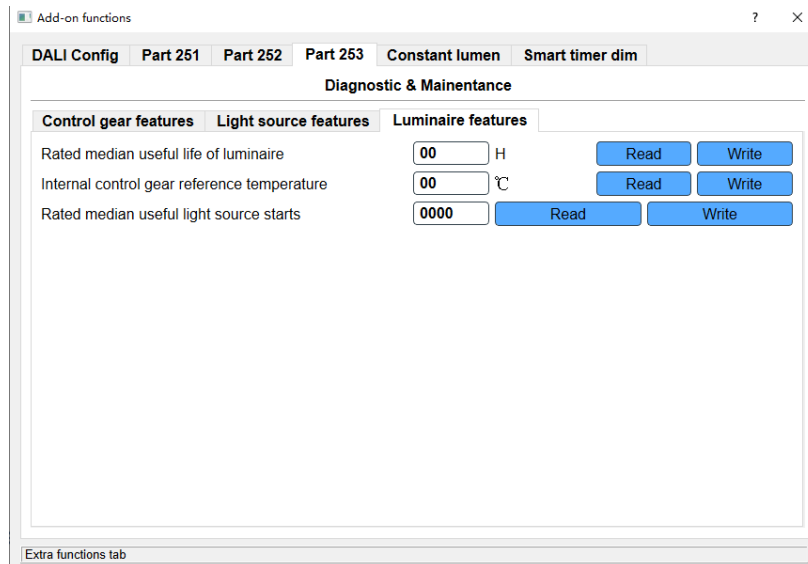 Add-on functions ? ×
DALI Config Part 251 Part 252 Part 253 Constant lumen Smart timer dim
Diagnostic & Mainentance
Control gear features Light source features Luminaire features
Rated median useful life of luminaire 00 H Read Write
Internal control gear reference temperature 00 ℃ Read Write
Rated median useful light source starts 0000 Read Write
Extra functions tab